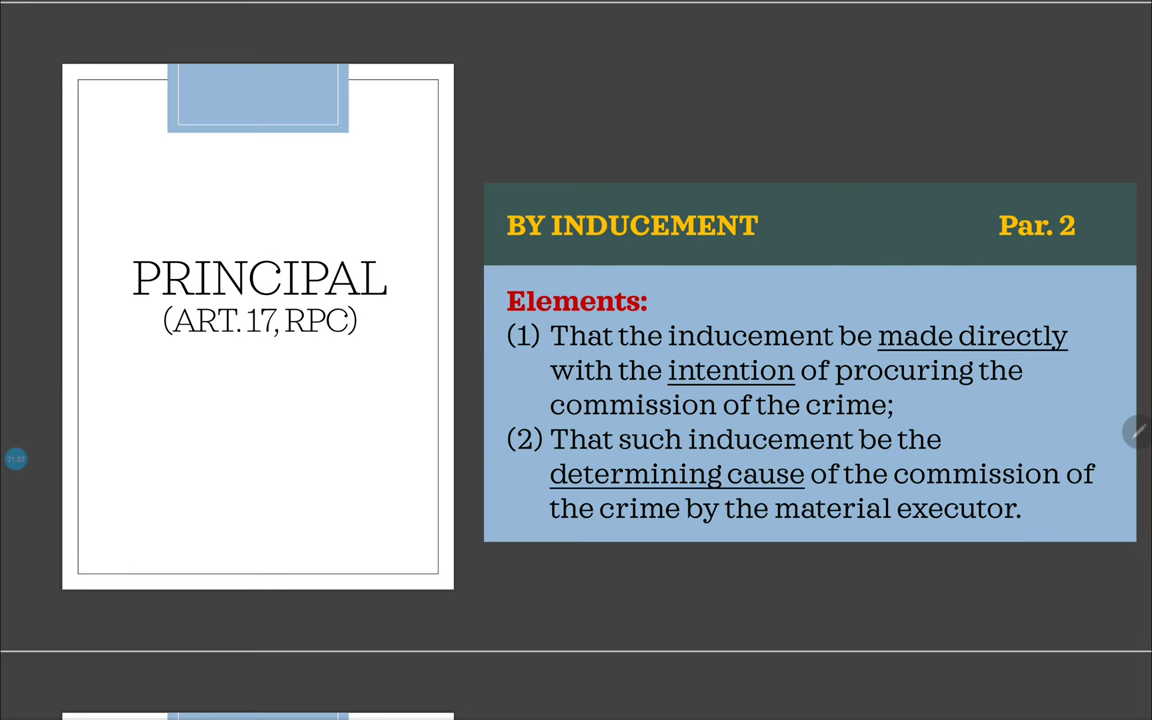 PRINCIPAL
(ART. 17, RPC)
BY INDUCEMENT Par. 2
Elements:
(1) That the inducement be made directly
with the intention of procuring the
commission of the crime;
(2) That such inducement be the
determining cause of the commission of
the crime by the material executor.
21:32